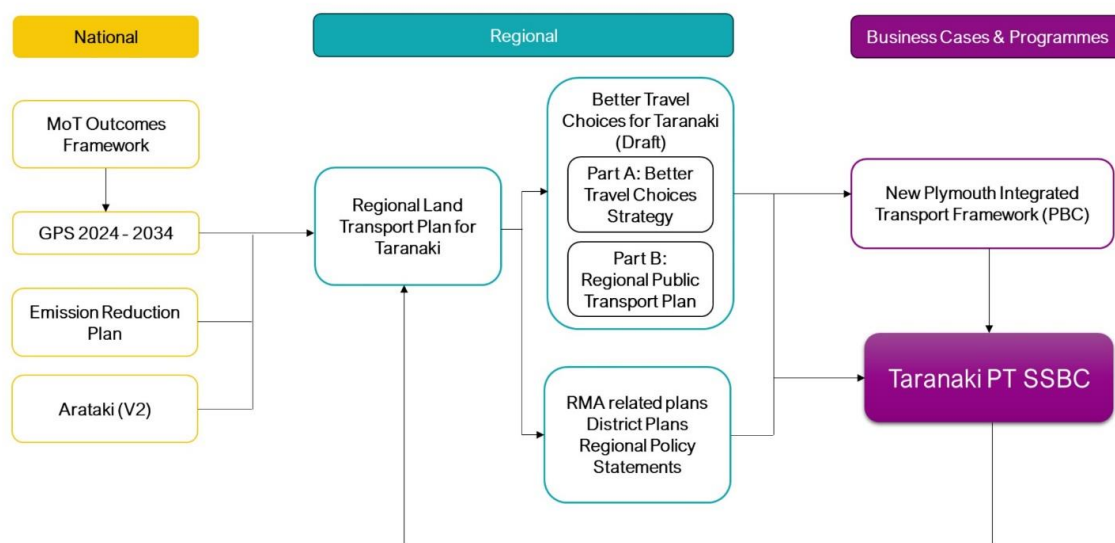 National
Regional
Business Cases & Programmes
MoT Outcomes
Framework
GPS 2024 - 2034
Emission Reduction
Plan
Arataki (V2)
Regional Land
Transport Plan for
Taranaki
Better Travel
Choices for Taranaki
(Draft)
Part A: Better
Travel Choices
Strategy
Part B:
Regional Public
Transport Plan
RMA related plans
District Plans
Regional Policy
Statements
New Plymouth Integrated
Transport Framework (PBC)
Taranaki PT SSBC